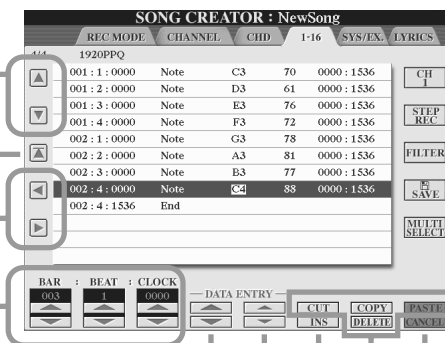 SONG CREATOR : NewSong
REC MODE CHANNEL CHD 1-16 SYS/EX. LYRICS
4/4 1920PPQ
001 : 1 : 0000 Note C3 70 0000 : 1536
001 : 2 : 0000 Note D3 61 0000 : 1536
001 : 3 : 0000 Note E3 76 0000 : 1536
001 : 4 : 0000 Note F3 72 0000 : 1536
002 : 1 : 0000 Note G3 78 0000 : 1536
002 : 2 : 0000 Note A3 81 0000 : 1536
002 : 3 : 0000 Note B3 77 0000 : 1536
002 : 4 : 0000 Note C4 88 0000 : 1536
002 : 4 : 1536 End
CH
1
STEP
REC
FILTER
SAVE
MULTI
SELECT
BAR : BEAT : CLOCK
003 1 0000
DATA ENTRY
CUT COPY PASTE
INS DELETE CANCEL